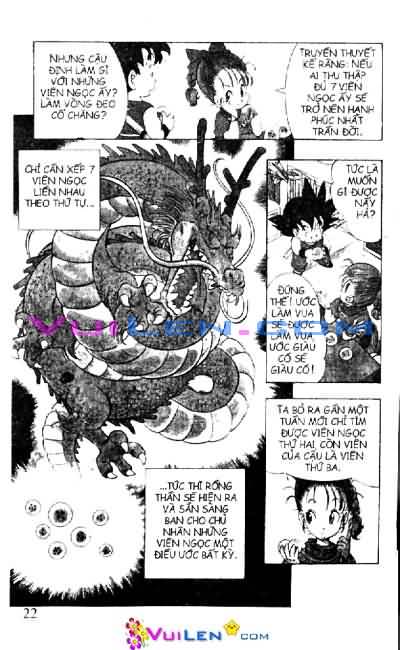 TRUYỀN THUYẾT
KỂ RẰNG: NẾU
AI THU THẬP
ĐỦ 7 VIÊN
NGỌC ẤY SẼ
TRỞ NÊN HẠNH
PHÚC NHẤT
TRẦN ĐỜI..
NHƯNG CẬU
ĐỊNH LÀM GÌ
VỚI NHỮNG
VIÊN NGỌC ẤY?
LÀM VÒNG ĐEO
CỔ CHĂNG?
CHỈ CẦN XẾP 7
VIÊN NGỌC
LIỀN NHAU
THEO THỨ TỰ...
TỨC LÀ
MUỐN
GÌ ĐƯỢC
NẤY
HẢ?
ĐÚNG
THẾ! ƯỚC
LÀM VUA
SẼ ĐƯỢC
LÀM VUA
ƯỚC GIÀU
CÓ SẼ
GIÀU CÓ!
VuiLen.com
TA BỎ RA GẦN MỘT
TUẦN MỚI CHỈ TÌM
ĐƯỢC VIÊN NGỌC
THỨ HAI, CÒN VIÊN
CỦA CẬU LÀ VIÊN
THỨ BA.
...TỨC THÌ RỒNG
THẦN SẼ HIỆN RA
VÀ SẴN SÀNG
BAN CHO CHỦ
NHÂN NHỮNG
VIÊN NGỌC MỘT
ĐIỀU ƯỚC BẤT KỲ.
22
VuiLen.com